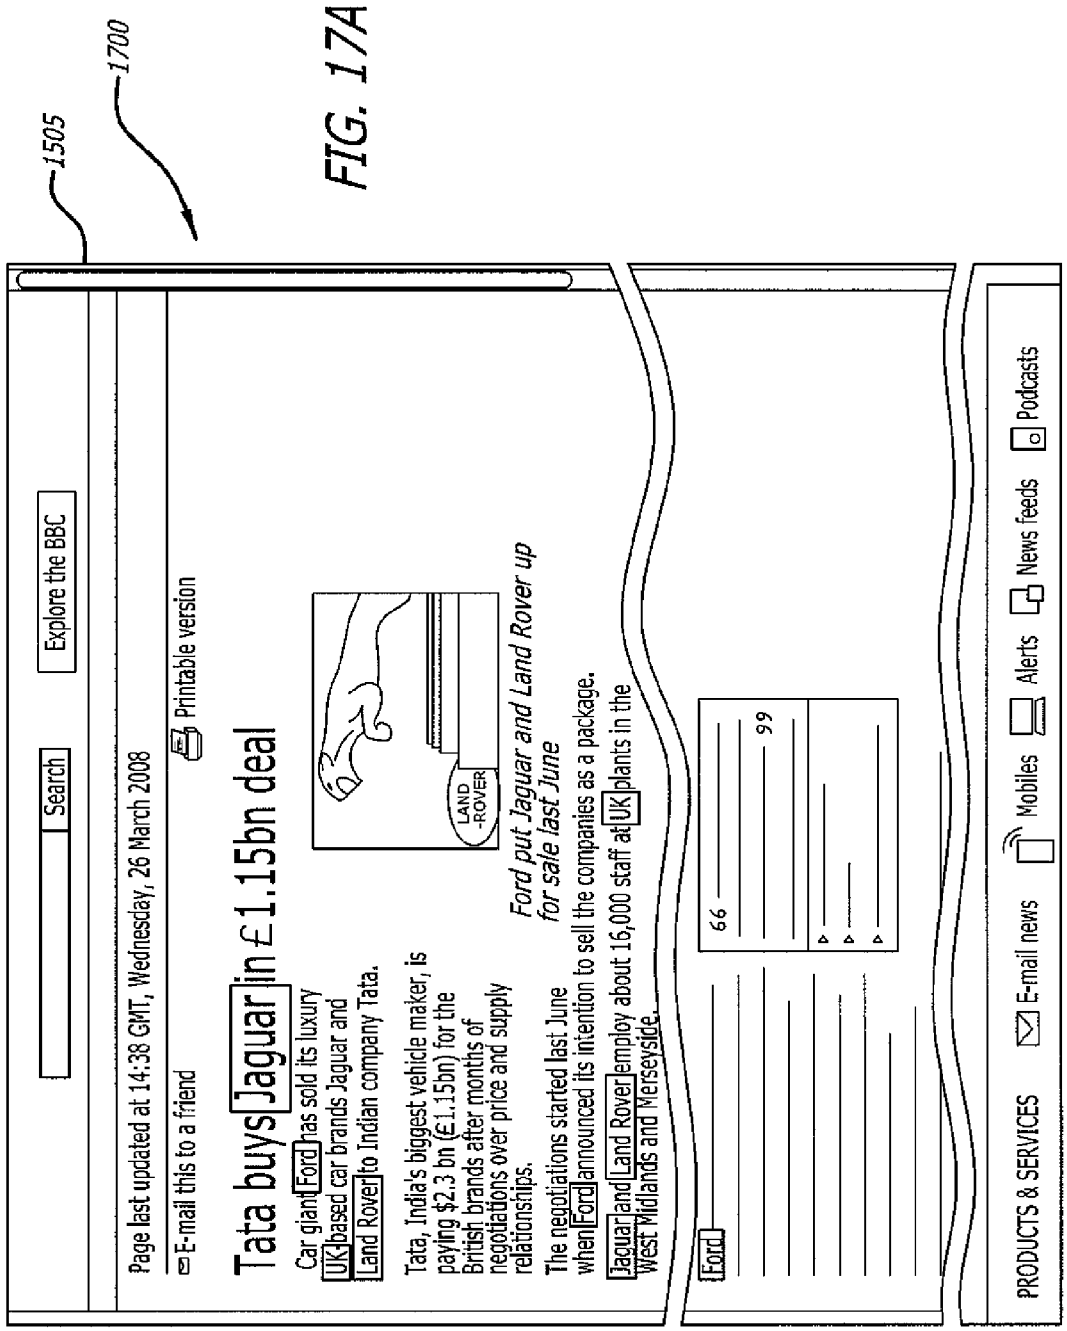 1505
1700
FIG. 17A
Search
Explore the BBC
Page last updated at 14:38 GMT, Wednesday, 26 March 2008
E-mail this to a friend
Printable version
Tata buys Jaguar in £1.15bn deal
Car giant Ford has sold its luxury
UK-based car brands Jaguar and
Land Rover to Indian company Tata.
LAND
-ROVER
Ford put Jaguar and Land Rover up
for sale last June
Tata, India's biggest vehicle maker, is
paying $2.3 bn (£1.15bn) for the
British brands after months of
negotiations over price and supply
relationships.
The negotiations started last June
when Ford announced its intention to sell the companies as a package.
Jaguar and Land Rover employ about 16,000 staff at UK plants in the
West Midlands and Merseyside.
Ford
66
99
PRODUCTS & SERVICES
E-mail news
Mobiles
Alerts
News feeds
Podcasts